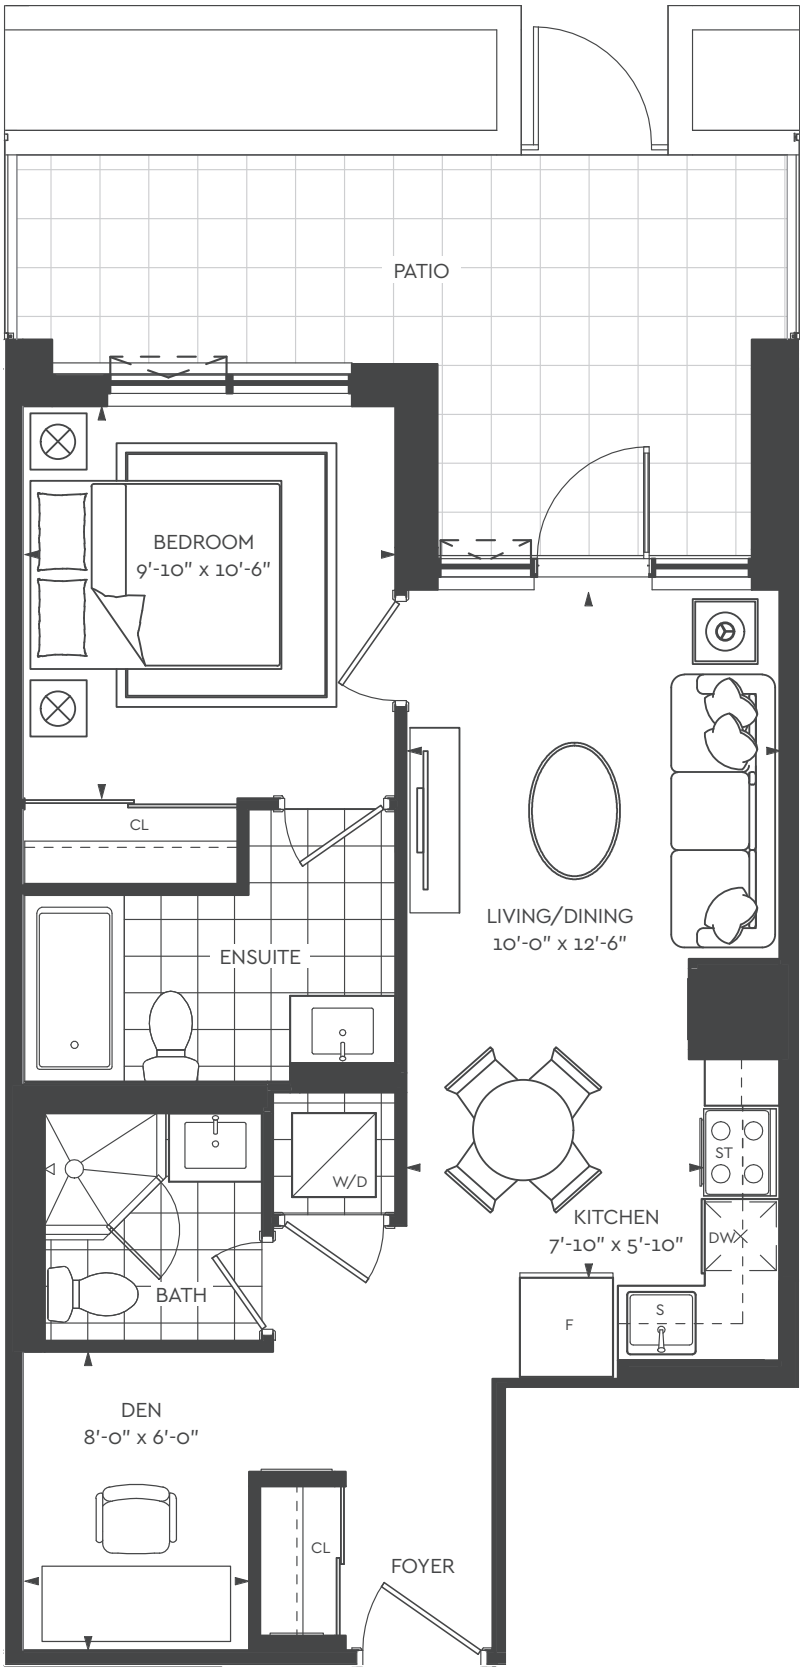 PATIO
BEDROOM
9'-10" x 10'-6"
CL
LIVING/DINING
10'-0" x 12'-6"
ENSUITE
ST
W/D
KITCHEN
7'-10" x 5'-10"
DW
BATH
S
F
DEN
8'-0" x 6'-0"
CL
FOYER